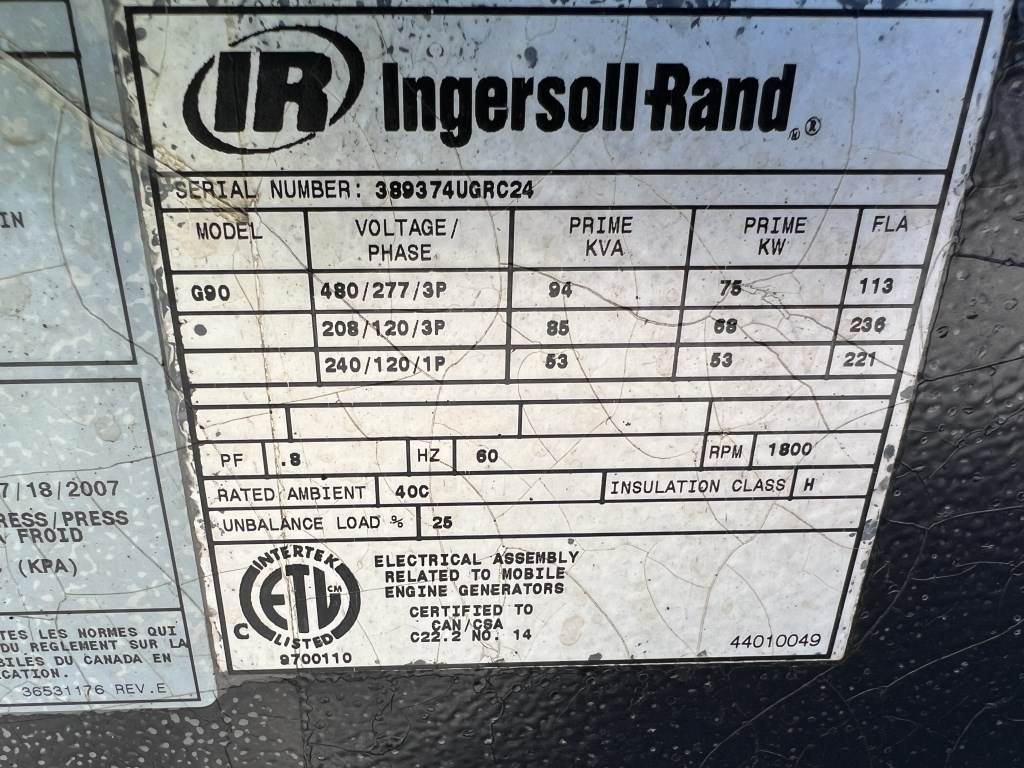 IR Ingersoll-Rand ®
SERIAL NUMBER: 389374UGRC24
MODEL VOLTAGE/PHASE PRIME KVA PRIME KW FLA
G90 480/277/3P 94 75 113
• 208/120/3P 85 68 236
240/120/1P 53 53 221
PF .8 HZ 60 RPM 1800
RATED AMBIENT 40C INSULATION CLASS H
UNBALANCE LOAD % 25
INTERTEK
ETL CM
LISTED
C
9700110
ELECTRICAL ASSEMBLY
RELATED TO MOBILE
ENGINE GENERATORS
CERTIFIED TO
CAN/CSA
C22.2 NO. 14
44010049
IN
7/18/2007
RESS/PRESS
A FROID
(KPA)
TES LES NORMES QUI
DU REGLEMENT SUR LA
BILES DU CANADA EN
CATION.
36531176 REV.E